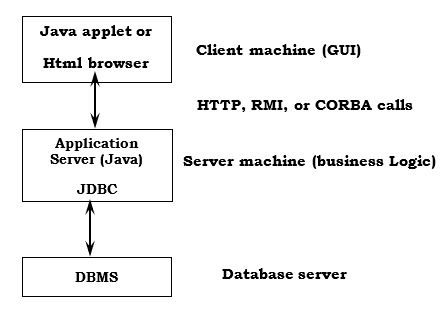 Java applet or
Html browser
Client machine (GUI)
HTTP, RMI, or CORBA calls
Application
Server (Java)
JDBC
Server machine (business Logic)
DBMS
Database server